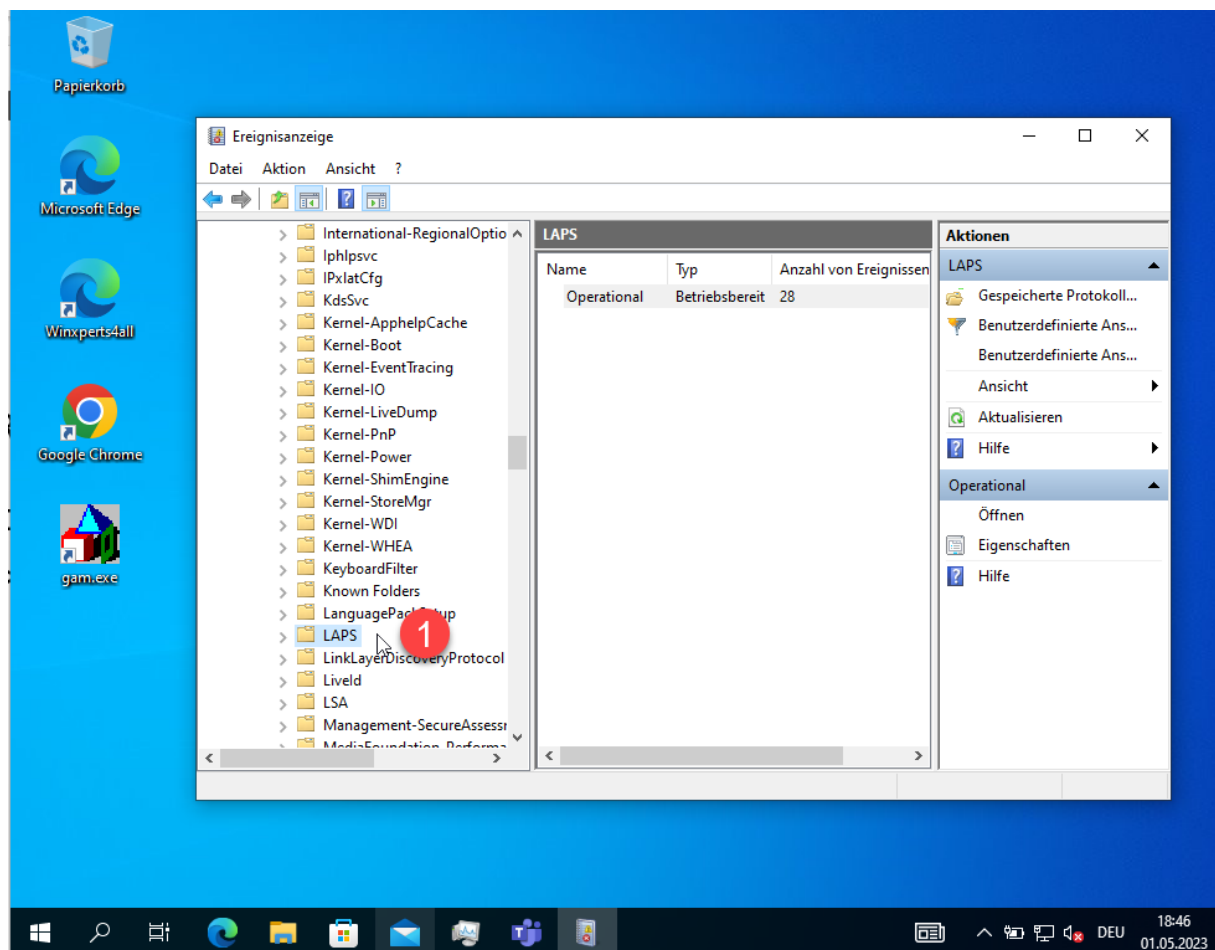 Papierkorb
Microsoft Edge
Winxperts4all
Google Chrome
gam.exe
Ereignisanzeige
Datei Aktion Ansicht ?
International-RegionalOptio
Iphlpsvc
IPxlatCfg
KdsSvc
Kernel-ApphelpCache
Kernel-Boot
Kernel-EventTracing
Kernel-IO
Kernel-LiveDump
Kernel-PnP
Kernel-Power
Kernel-ShimEngine
Kernel-StoreMgr
Kernel-WDI
Kernel-WHEA
KeyboardFilter
Known Folders
LAPS
1
LinkLayerDiscoveryProtocol
LiveId
LSA
Management-SecureAssessr
MediaFoundation-Performa
LAPS
Name Typ Anzahl von Ereignissen
Operational Betriebsbereit 28
Aktionen
LAPS
Gespeicherte Protokoll...
Benutzerdefinierte Ans...
Benutzerdefinierte Ans...
Ansicht
Aktualisieren
Hilfe
Operational
Öffnen
Eigenschaften
Hilfe
DEU
18:46
01.05.2023